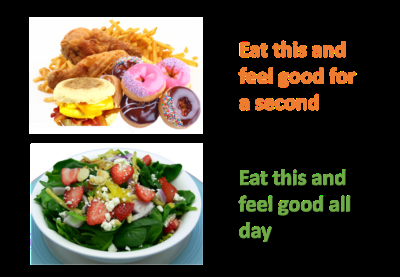 Eat this and
feel good for
a second
Eat this and
feel good all
day